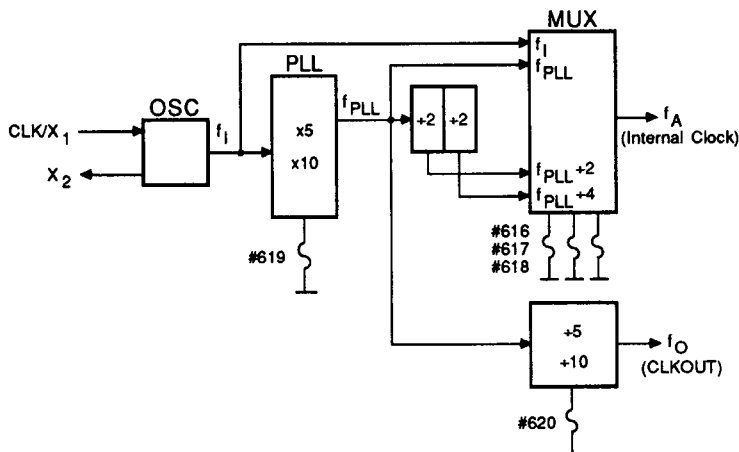 MUX
PLL
OSC
CLK/X1
X2
fI
x5
x10
fPLL
÷2 ÷2
fI
fPLL
fPLL ÷2
fPLL ÷4
fA
(Internal Clock)
#616
#617
#618
#619
÷5
÷10
fO
(CLKOUT)
#620